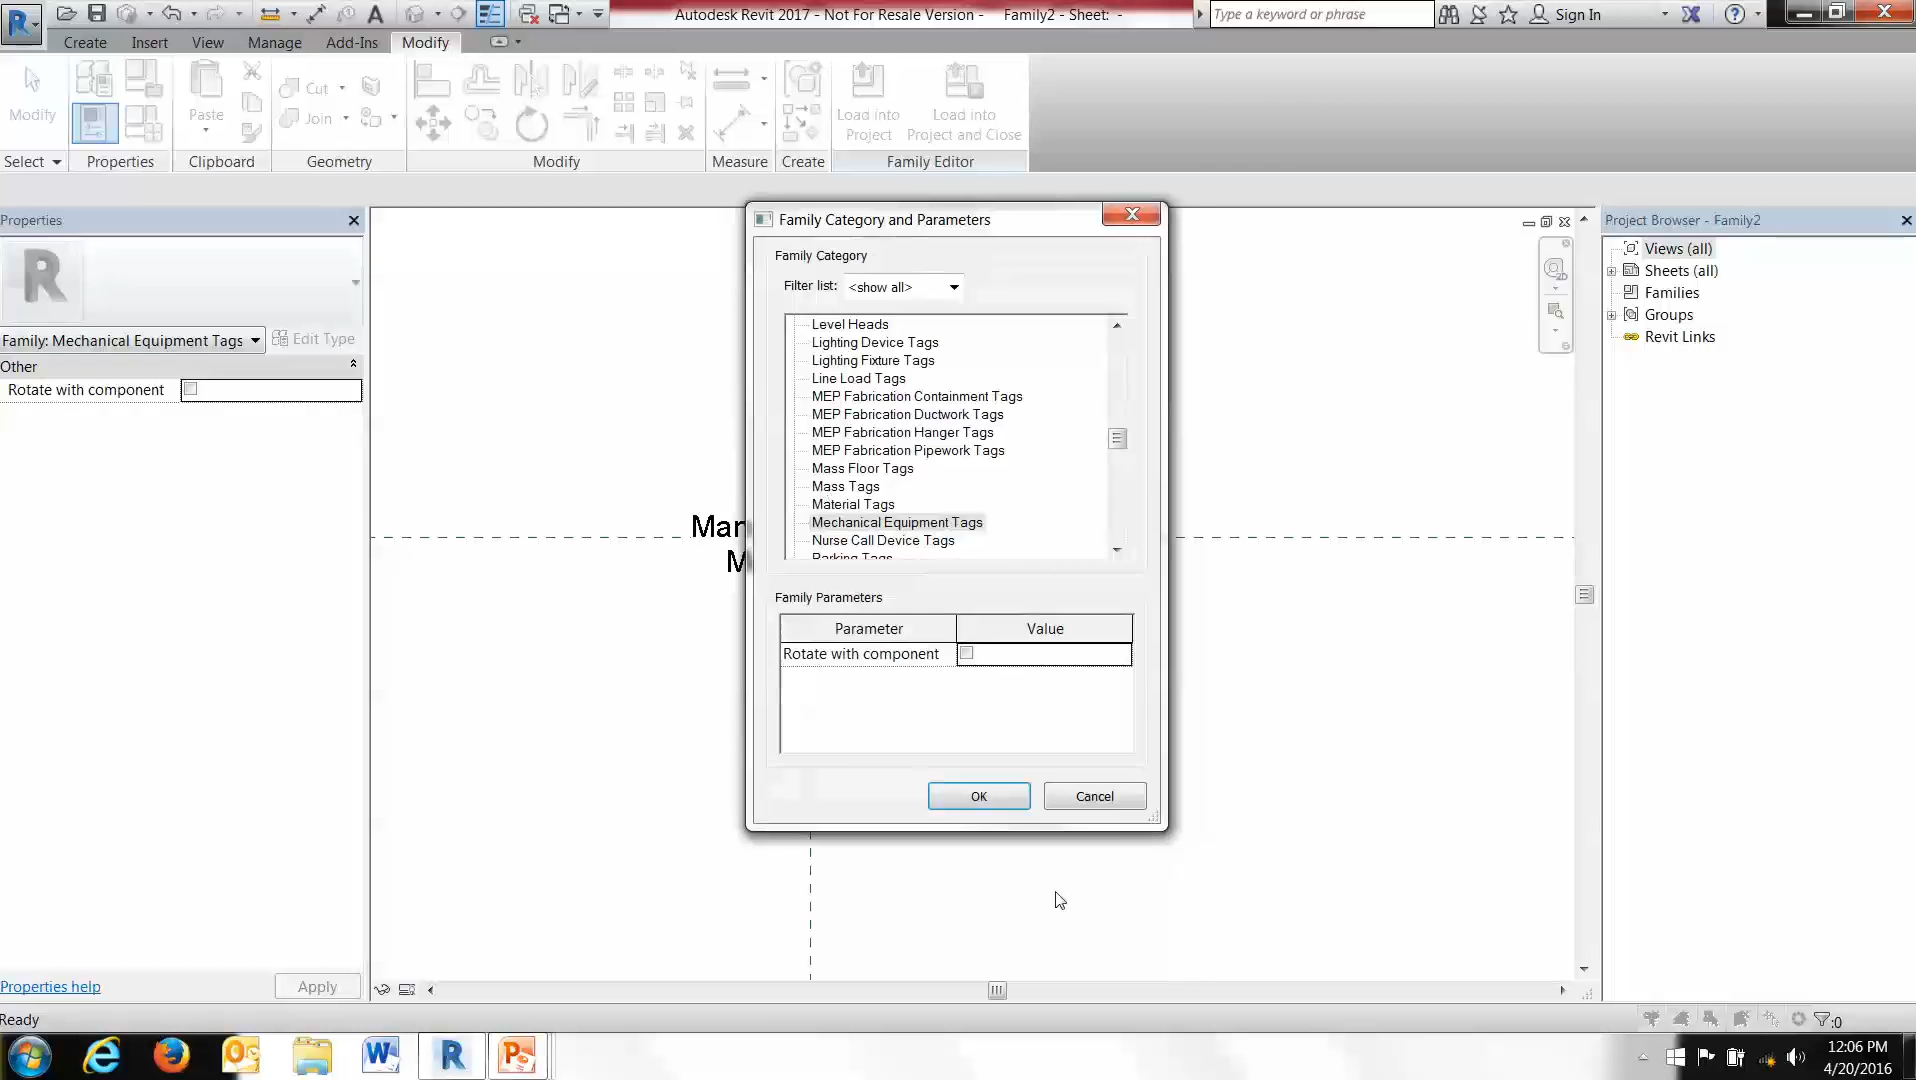 Autodesk Revit 2017 - Not For Resale Version - Family2 - Sheet: -
Type a keyword or phrase
Sign In
Create Insert View Manage Add-Ins Modify
Modify
Paste
Cut
Join
Load into Project
Load into Project and Close
Select Properties Clipboard Geometry Modify Measure Create Family Editor
Properties
Family: Mechanical Equipment Tags
Edit Type
Other
Rotate with component
Properties help
Apply
Family Category and Parameters
Family Category
Filter list: <show all>
Level Heads
Lighting Device Tags
Lighting Fixture Tags
Line Load Tags
MEP Fabrication Containment Tags
MEP Fabrication Ductwork Tags
MEP Fabrication Hanger Tags
MEP Fabrication Pipework Tags
Mass Floor Tags
Mass Tags
Material Tags
Mechanical Equipment Tags
Nurse Call Device Tags
Parking Tags
Family Parameters
Parameter Value
Rotate with component
OK Cancel
Man
M
Project Browser - Family2
Views (all)
Sheets (all)
Families
Groups
Revit Links
Ready
:0
12:06 PM
4/20/2016